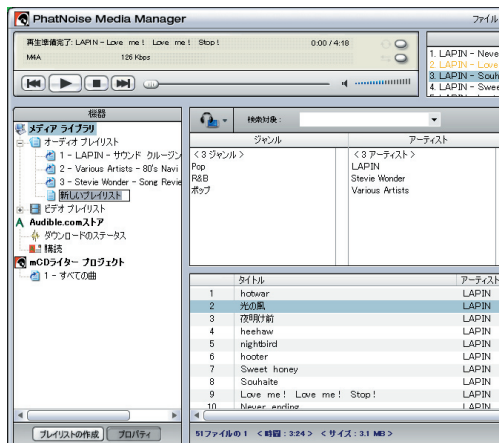 PhatNoise Media Manager
ファイル
再生準備完了: LAPIN - Love me! Love me! Stop!
0:00 / 4:18
M4A
126 Kbps
1. LAPIN - Neve
2. LAPIN - Love
3. LAPIN - Souh
4. LAPIN - Swee
機器
メディア ライブラリ
オーディオ プレイリスト
1 - LAPIN - サウンド クルージン
2 - Various Artists - 80's Navi
3 - Stevie Wonder - Song Revie
新しいプレイリスト
ビデオ プレイリスト
Audible.comストア
ダウンロードのステータス
購読
mCDライター プロジェクト
1 - すべての曲
プレイリストの作成
プロパティ
検索対象:
ジャンル
アーティスト
<3 ジャンル>
<3 アーティスト>
Pop
LAPIN
R&B
Stevie Wonder
ポップ
Various Artists
タイトル
アーティス
1 hotwar LAPIN
2 光の風 LAPIN
3 夜明け前 LAPIN
4 heehaw LAPIN
5 nightbird LAPIN
6 hooter LAPIN
7 Sweet honey LAPIN
8 Souhaite LAPIN
9 Love me! Love me! Stop! LAPIN
10 Never ending LAPIN
51ファイルの 1 <時間 : 3:24> <サイズ : 3.1 MB>